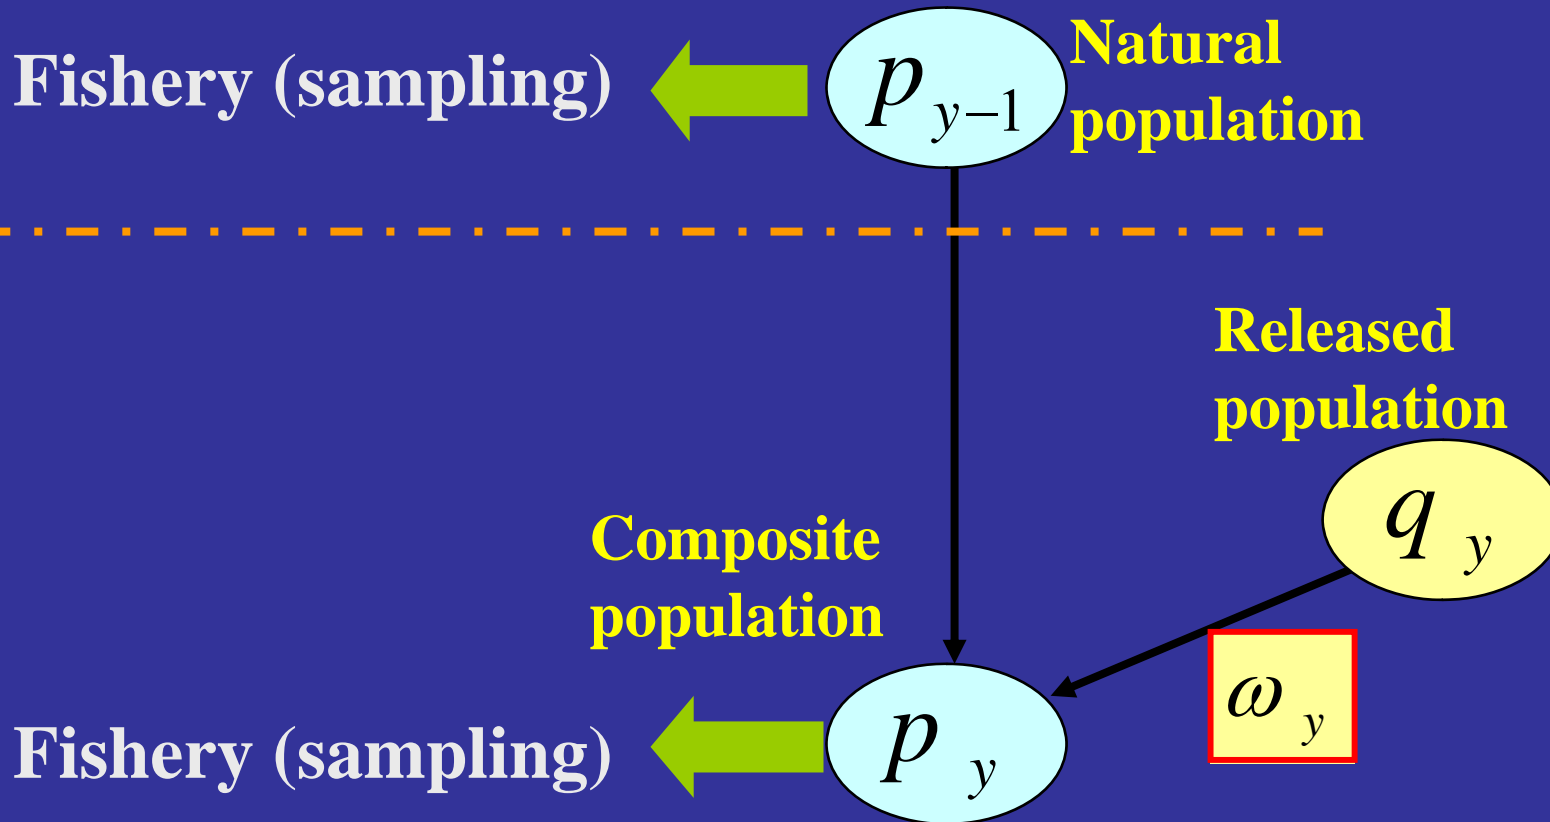 Fishery (sampling)
p y−1
Natural
population
Released
population
q y
Composite
population
ω y
Fishery (sampling)
p y